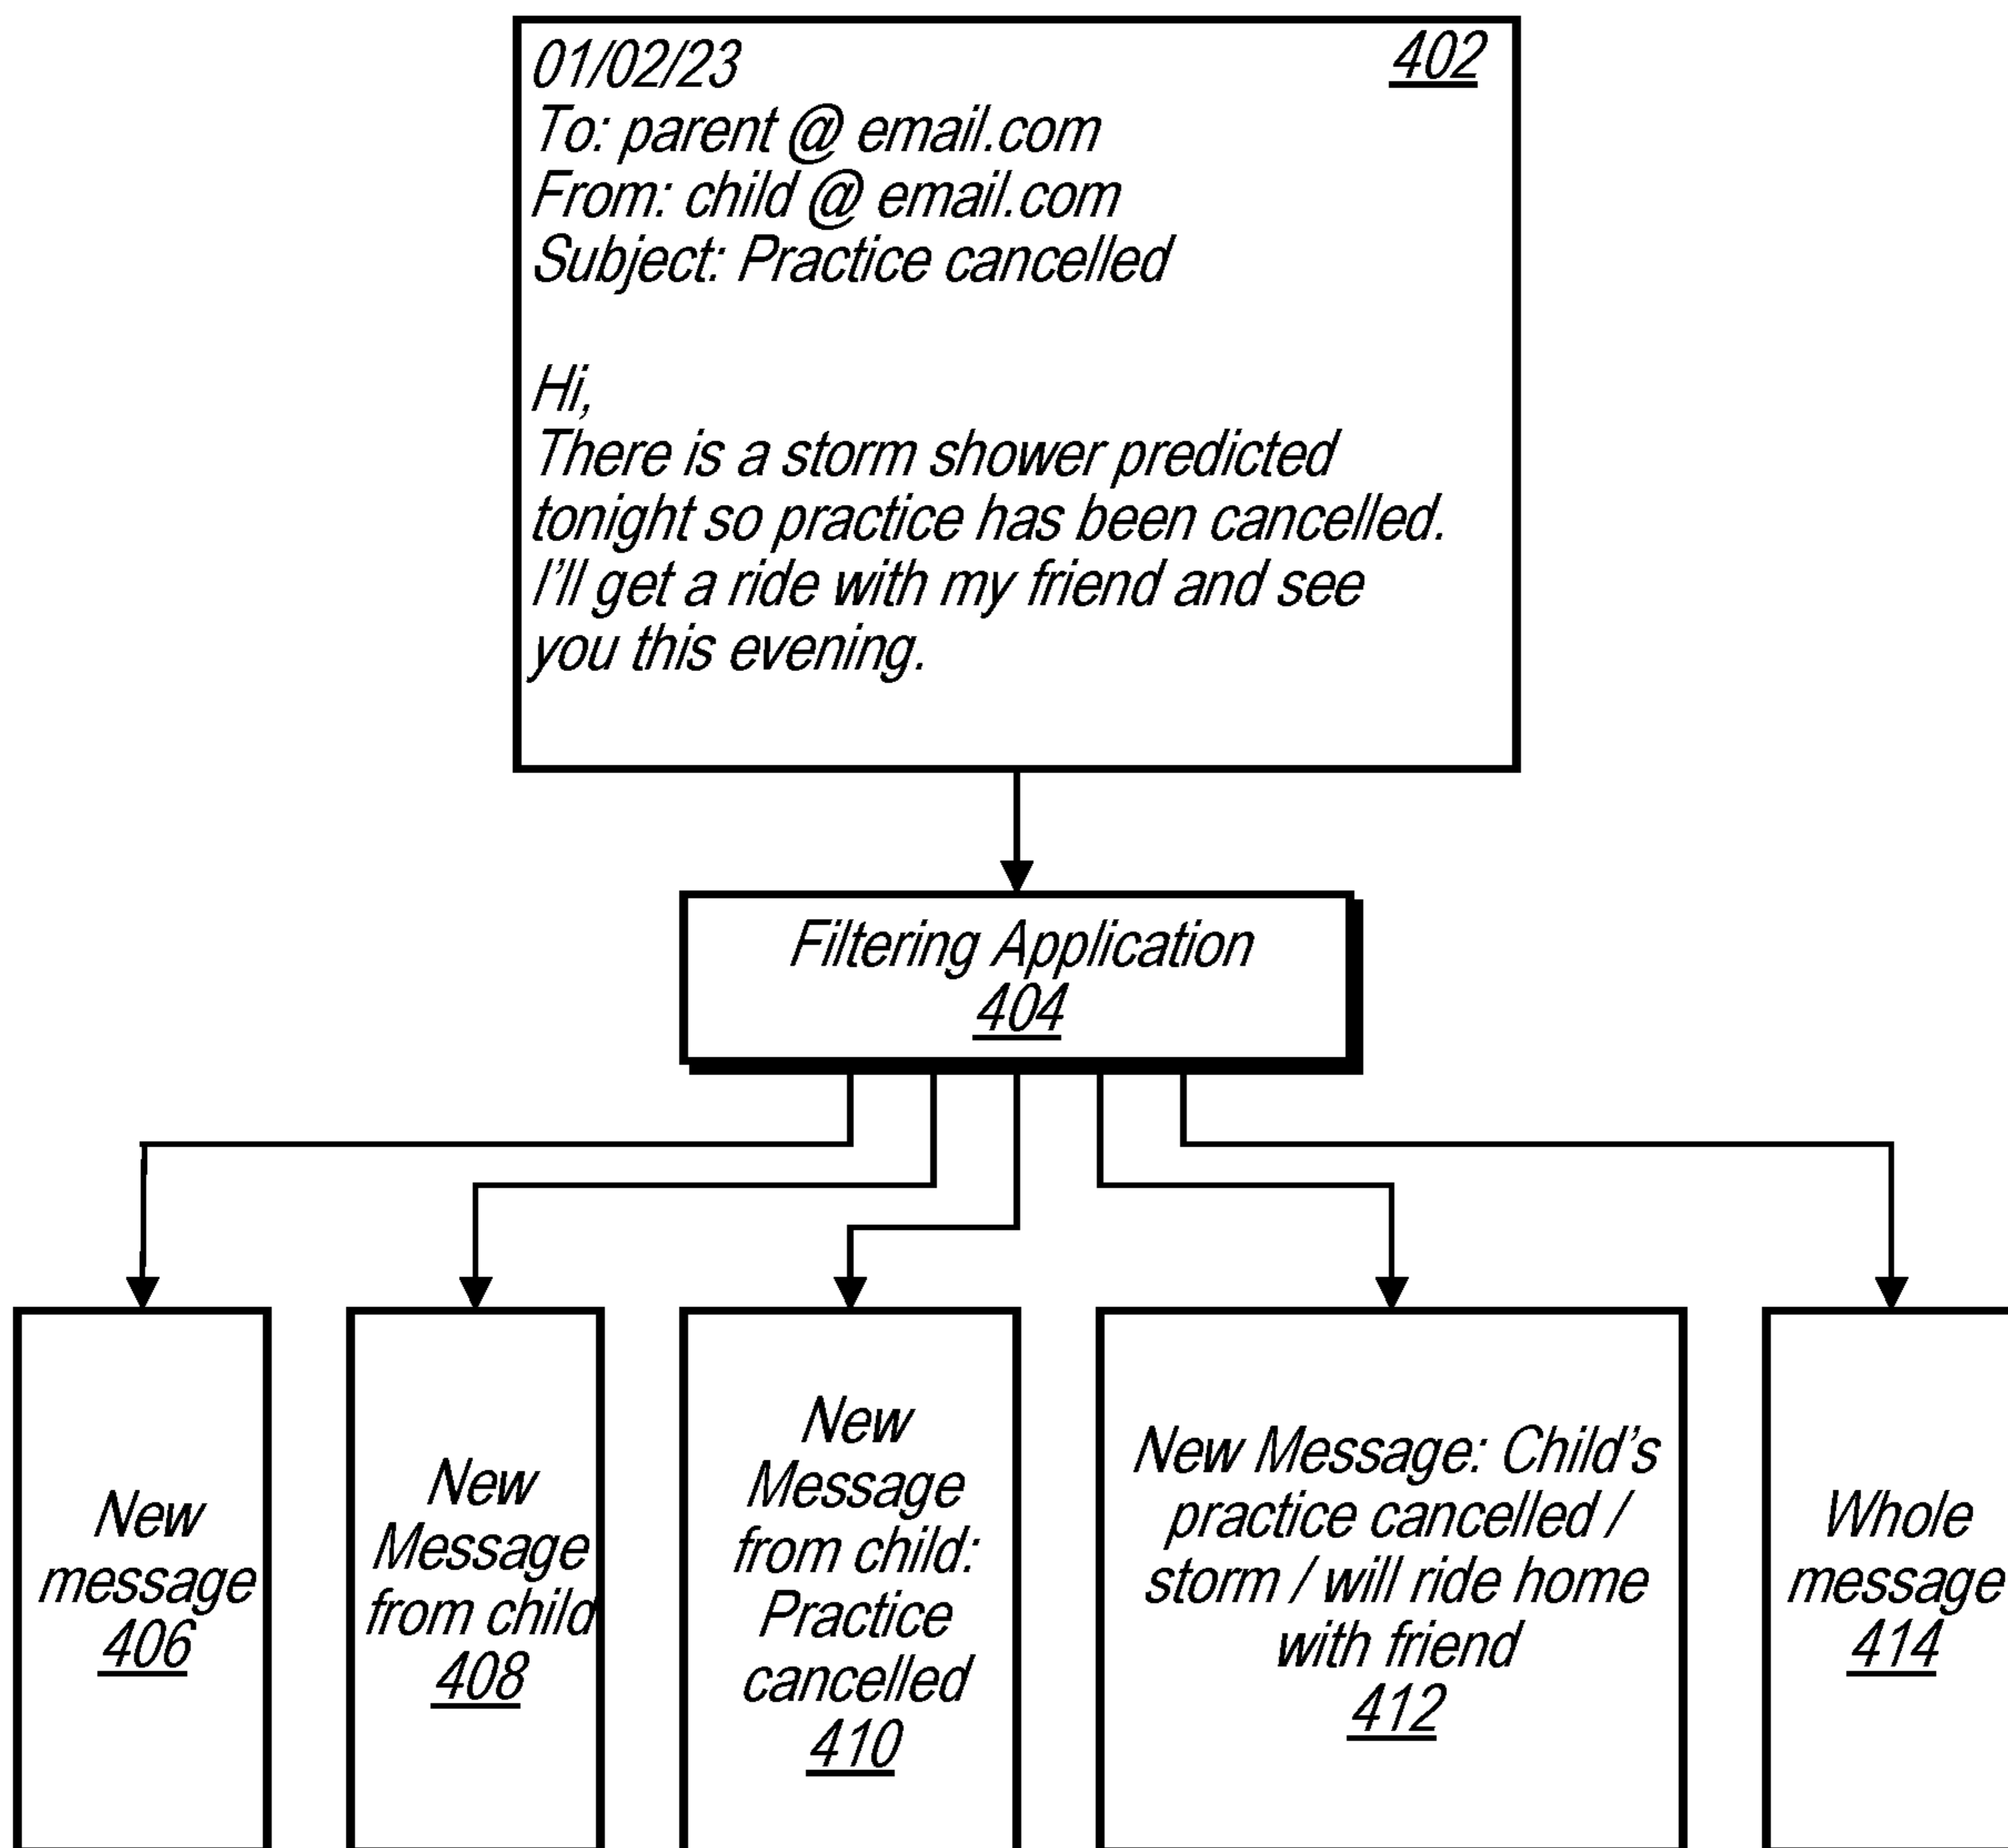 01/02/23 402
To: parent @ email.com
From: child @ email.com
Subject: Practice cancelled
Hi,
There is a storm shower predicted
tonight so practice has been cancelled.
I'll get a ride with my friend and see
you this evening.
Filtering Application
404
New
message
406
New
Message
from child
408
New
Message
from child:
Practice
cancelled
410
New Message: Child's
practice cancelled /
storm / will ride home
with friend
412
Whole
message
414